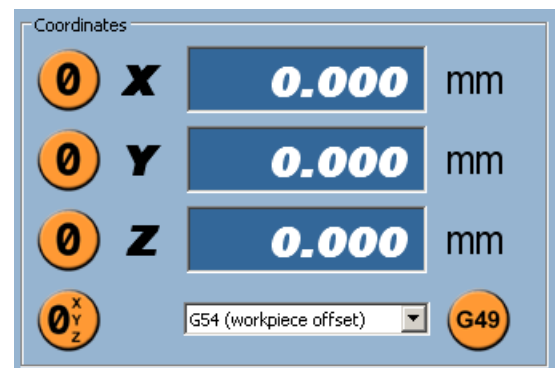 Coordinates
0 X 0.000 mm
0 Y 0.000 mm
0 Z 0.000 mm
0 X Y Z G54 (workpiece offset) G49